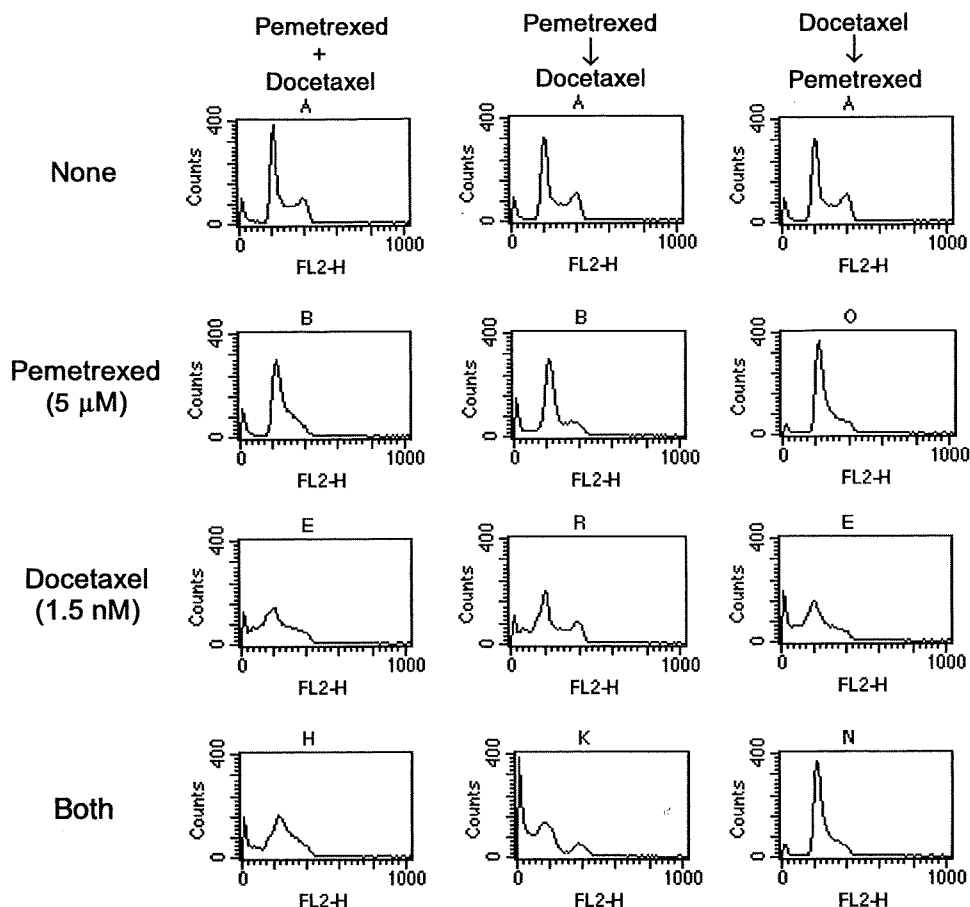 Pemetrexed
+
Docetaxel
Pemetrexed
↓
Docetaxel
Docetaxel
↓
Pemetrexed
None
A
400
Counts
0
0 1000
FL2-H
A
400
Counts
0
0 1000
FL2-H
A
400
Counts
0
0 1000
FL2-H
Pemetrexed
(5 μM)
B
400
Counts
0
0 1000
FL2-H
B
400
Counts
0
0 1000
FL2-H
O
400
Counts
0
0 1000
FL2-H
Docetaxel
(1.5 nM)
E
400
Counts
0
0 1000
FL2-H
R
400
Counts
0
0 1000
FL2-H
E
400
Counts
0
0 1000
FL2-H
Both
H
400
Counts
0
0 1000
FL2-H
K
400
Counts
0
0 1000
FL2-H
N
400
Counts
0
0 1000
FL2-H